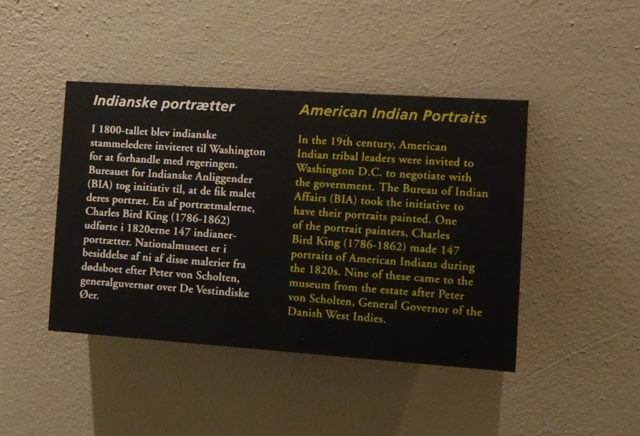 Indianske portrætter
I 1800-tallet blev indianske
stammeledere inviteret til Washington
for at forhandle med regeringen.
Bureauet for Indianske Anliggender
(BIA) tog initiativ til, at de fik malet
deres portræt. En af portrætmalerne,
Charles Bird King (1786-1862)
udførte i 1820erne 147 indianer-
portrætter. Nationalmuseet er i
besiddelse af ni af disse malerier fra
dødsboet efter Peter von Scholten,
generalguvernør over De Vestindiske
Øer.
American Indian Portraits
In the 19th century, American
Indian tribal leaders were invited to
Washington D.C. to negotiate with
the government. The Bureau of Indian
Affairs (BIA) took the initiative to
have their portraits painted. One
of the portrait painters, Charles
Bird King (1786-1862) made 147
portraits of American Indians during
the 1820s. Nine of these came to the
museum from the estate after Peter
von Scholten, General Governor of the
Danish West Indies.